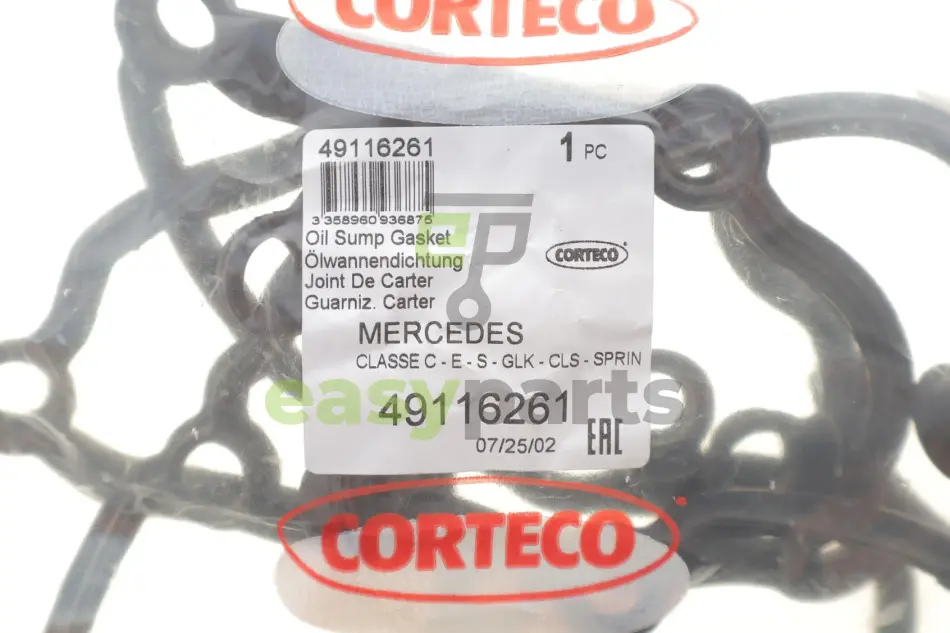 CORTECO
49116261 1 PC
3 358960 936875
Oil Sump Gasket
Ölwannendichtung
Joint De Carter
Guarniz. Carter
CORTECO
MERCEDES
CLASSE C - E - S - GLK - CLS - SPRIN
easyparts
49116261
07/25/02 EAC
CORTECO